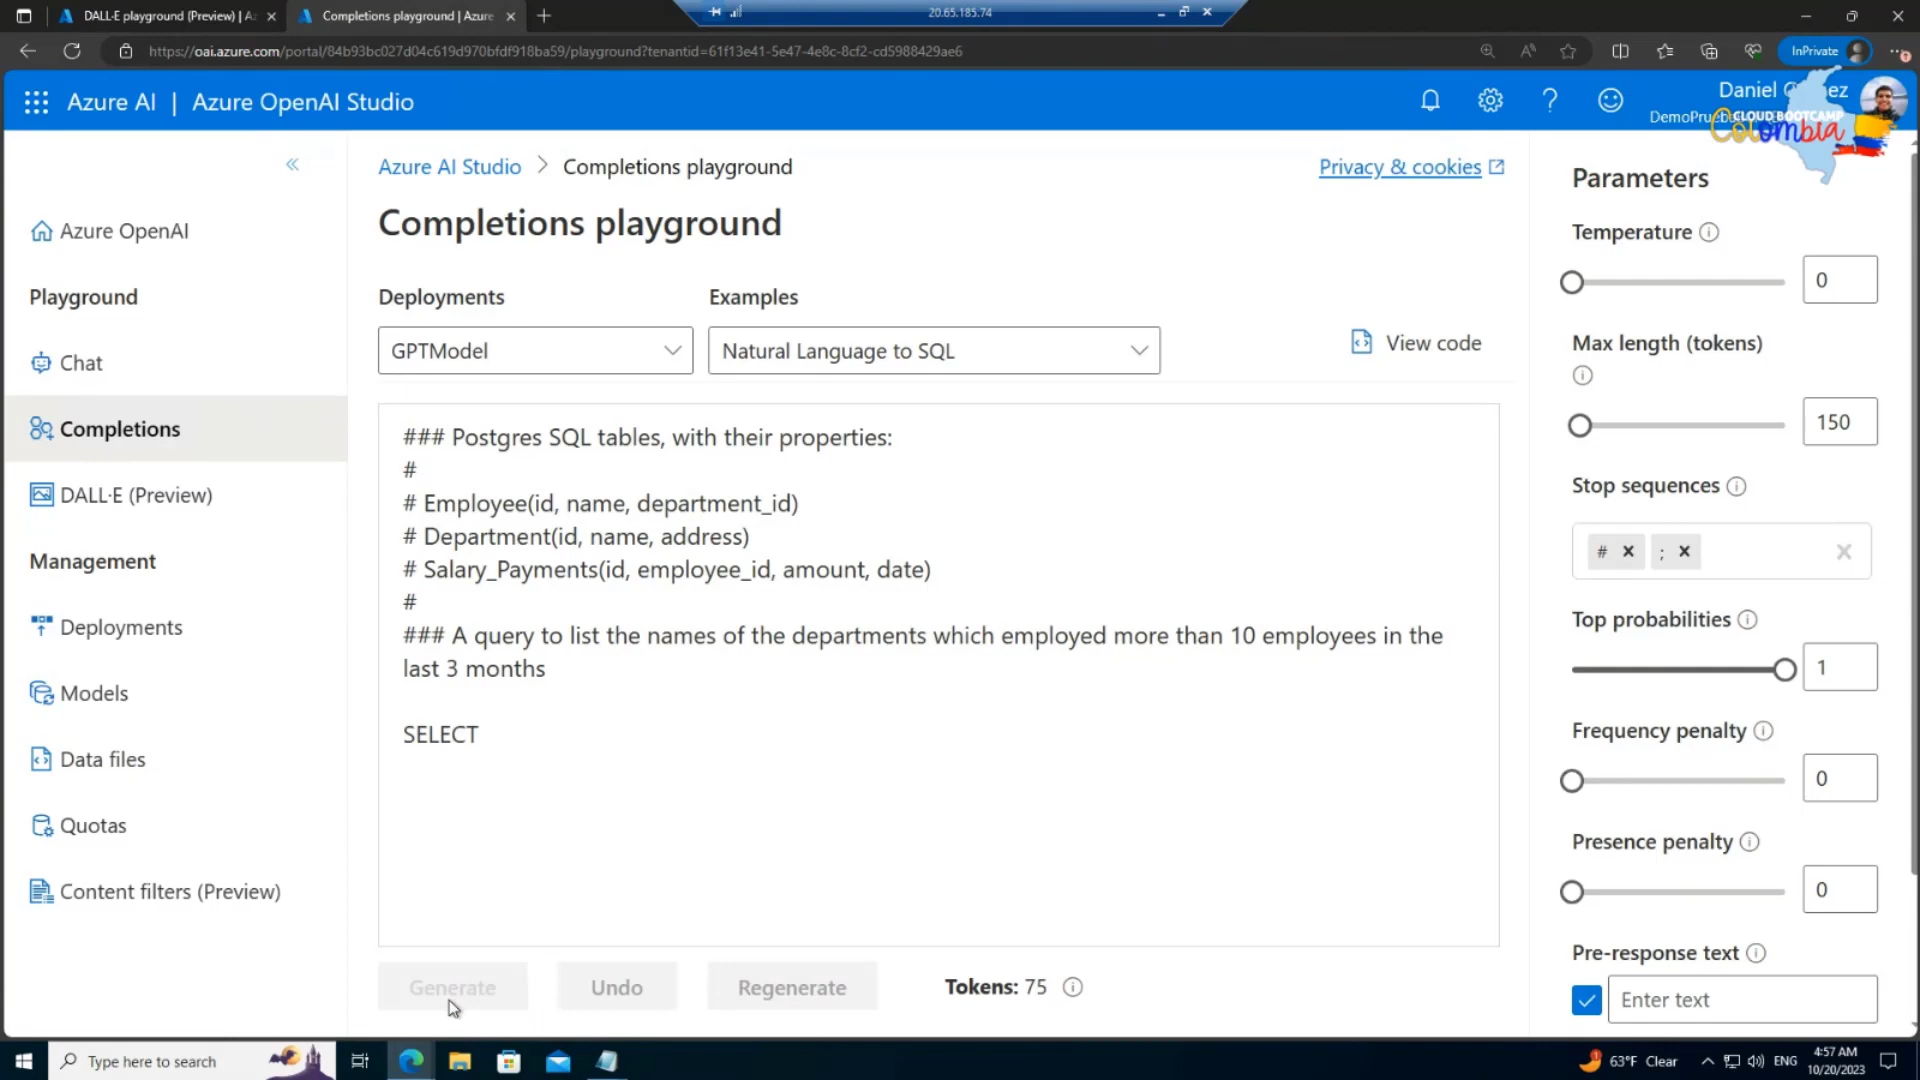 DALL·E playground (Preview) | Az
Completions playground | Azure
20.65.185.74
https://oai.azure.com/portal/84b93bc027d04c619d970bfdf918ba59/playground?tenantid=61f13e41-5e47-4e8c-8cf2-cd5988429ae6
InPrivate
Azure AI | Azure OpenAI Studio
Daniel
CLOUD BOOTCAMP
Colombia
Azure AI Studio > Completions playground
Privacy & cookies
Completions playground
Azure OpenAI
Playground
Chat
Completions
DALL·E (Preview)
Management
Deployments
Models
Data files
Quotas
Content filters (Preview)
Deployments
Examples
GPTModel
Natural Language to SQL
View code
### Postgres SQL tables, with their properties:
#
# Employee(id, name, department_id)
# Department(id, name, address)
# Salary_Payments(id, employee_id, amount, date)
#
### A query to list the names of the departments which employed more than 10 employees in the
last 3 months
SELECT
Generate
Undo
Regenerate
Tokens: 75
Parameters
Temperature
0
Max length (tokens)
150
Stop sequences
#
;
Top probabilities
1
Frequency penalty
0
Presence penalty
0
Pre-response text
Enter text
Type here to search
63°F Clear
ENG
4:57 AM
10/20/2023